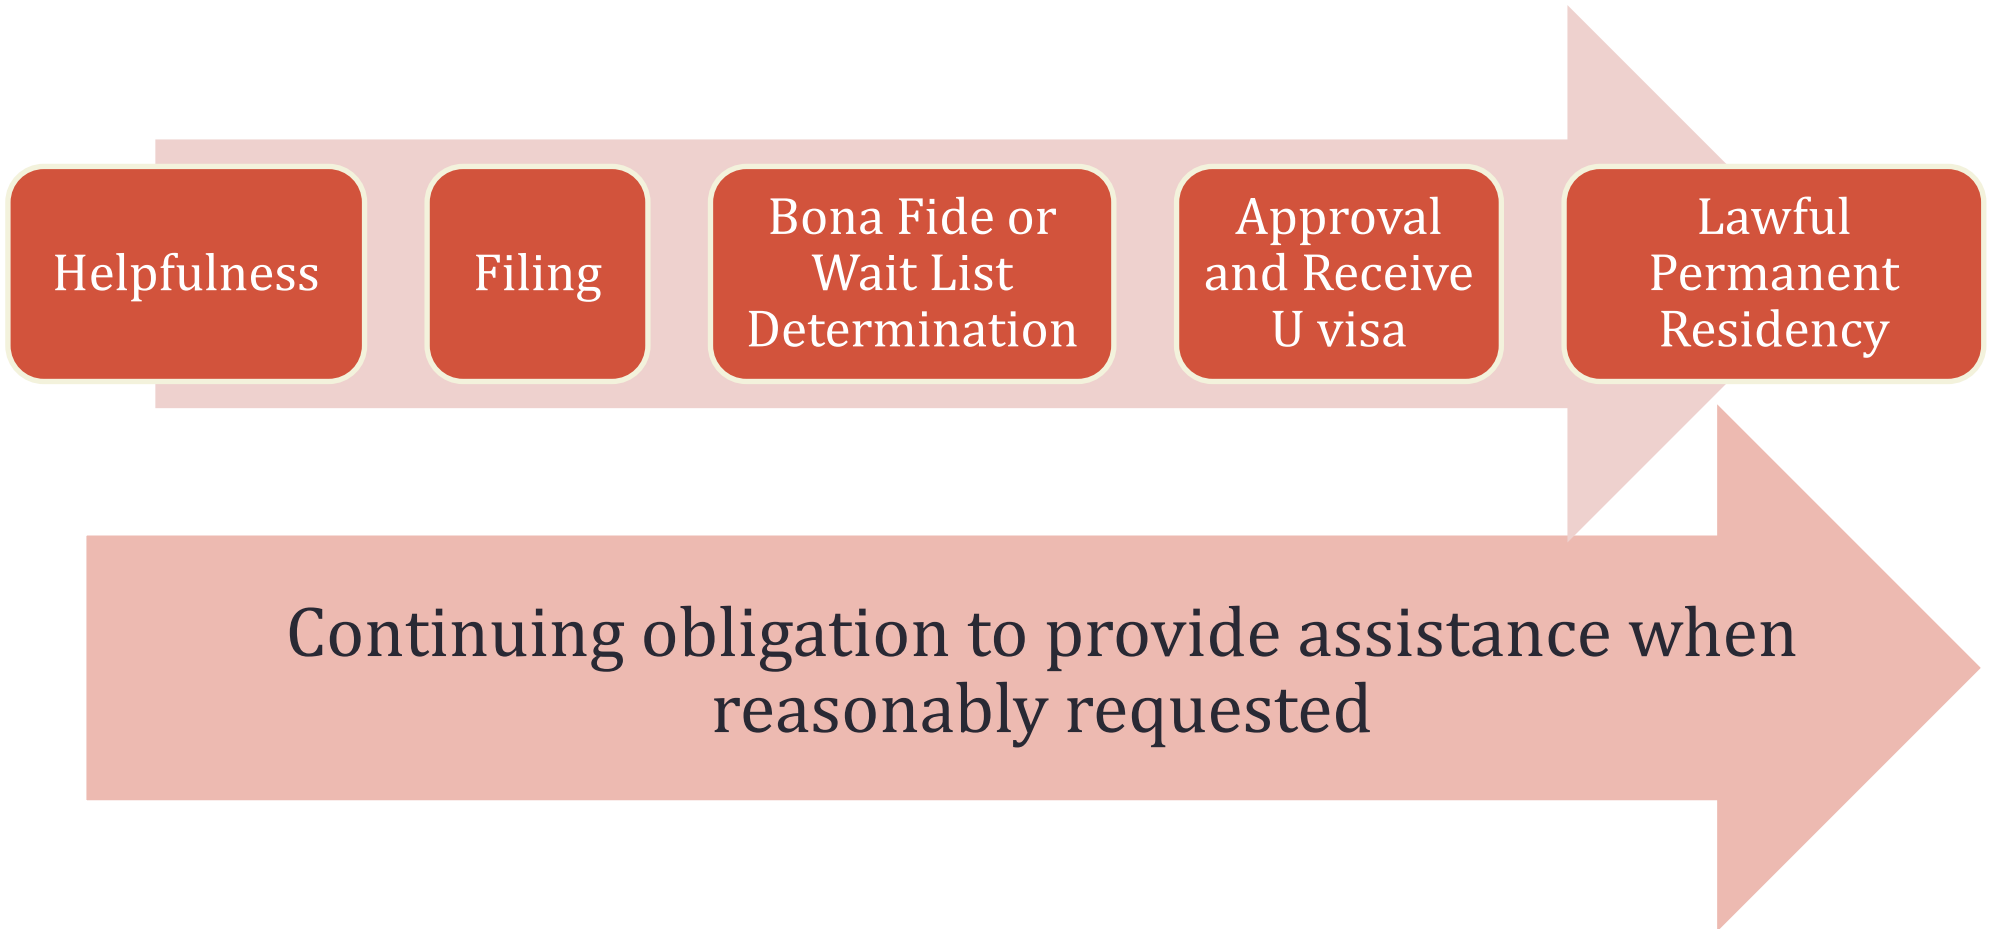 Helpfulness
Filing
Bona Fide or
Wait List
Determination
Approval
and Receive
U visa
Lawful
Permanent
Residency
Continuing obligation to provide assistance when
reasonably requested